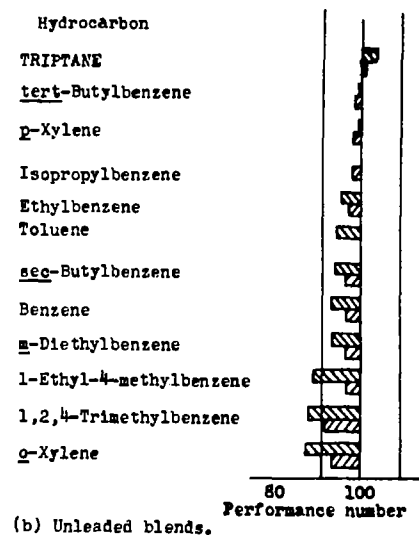 Hydrocarbon
TRIPTANE
tert-Butylbenzene
p-Xylene
Isopropylbenzene
Ethylbenzene
Toluene
sec-Butylbenzene
Benzene
m-Diethylbenzene
1-Ethyl-4-methylbenzene
1,2,4-Trimethylbenzene
o-Xylene
80 100
Performance number
(b) Unleaded blends.